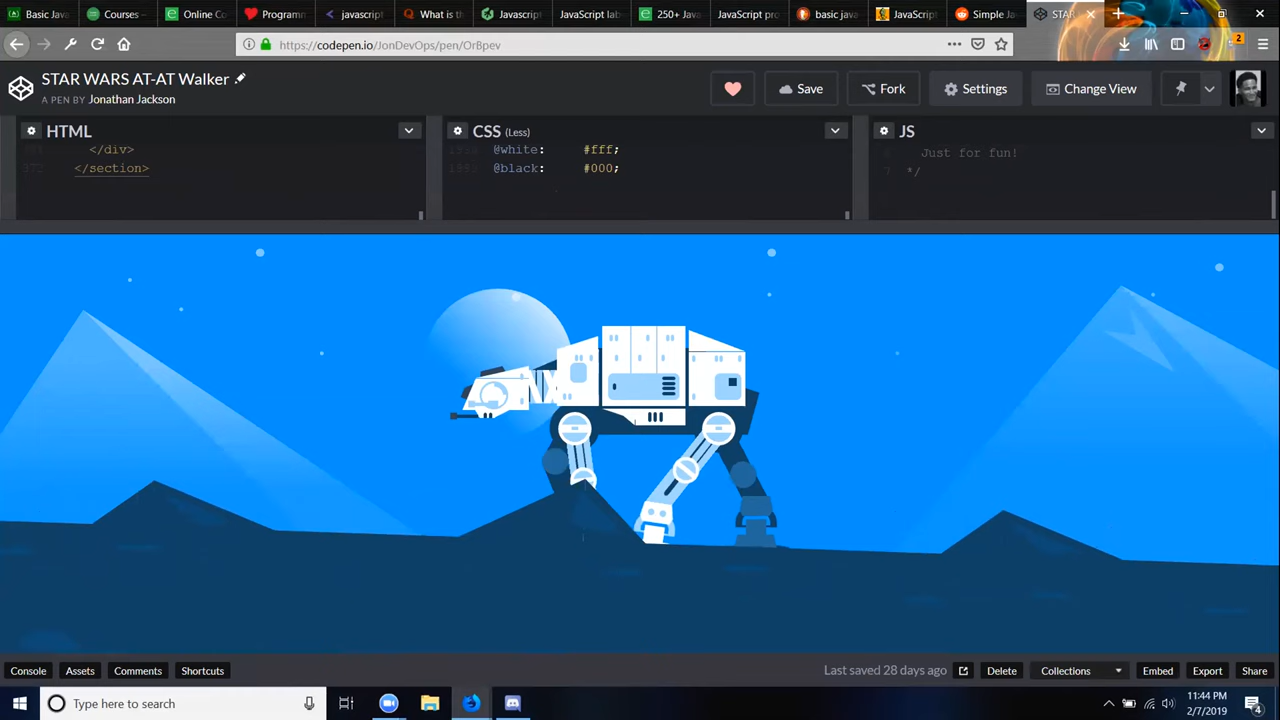 Basic Java
Courses –
Online Co
Programm
javascript
What is th
Javascript
JavaScript lab
250+ Java
JavaScript pro
basic java
JavaScript
Simple Ja
STAR
https://codepen.io/JonDevOps/pen/OrBpev
2
STAR WARS AT-AT Walker
A PEN BY Jonathan Jackson
Save
Fork
Settings
Change View
HTML
CSS (Less)
JS
</div>
372 </section>
@white: #fff;
@black: #000;
Just for fun!
7 */
Console
Assets
Comments
Shortcuts
Last saved 28 days ago
Delete
Collections
Embed
Export
Share
Type here to search
11:44 PM
2/7/2019
4